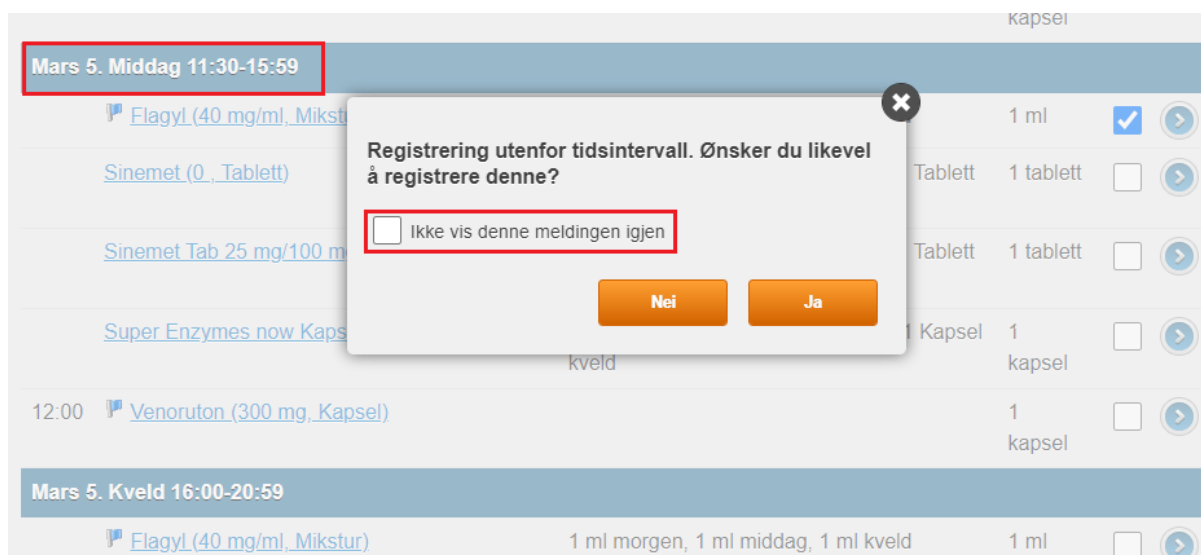 kapsel
Mars 5. Middag 11:30-15:59
Flagyl (40 mg/ml, Mikst
1 ml
Registrering utenfor tidsintervall. Ønsker du likevel
å registrere denne?
Ikke vis denne meldingen igjen
Nei
Ja
Sinemet (0 , Tablett)
Tablett
1 tablett
Sinemet Tab 25 mg/100 m
Tablett
1 tablett
Super Enzymes now Kaps
1 Kapsel
1
kveld
kapsel
12:00
Venoruton (300 mg, Kapsel)
1
kapsel
Mars 5. Kveld 16:00-20:59
Flagyl (40 mg/ml, Mikstur)
1 ml morgen, 1 ml middag, 1 ml kveld
1 ml